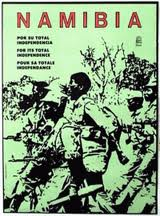 NAMIBIA
POR SU TOTAL
INDEPENDENCIA
FOR ITS TOTAL
INDEPENDENCE
POUR SA TOTALE
INDEPENDANCE